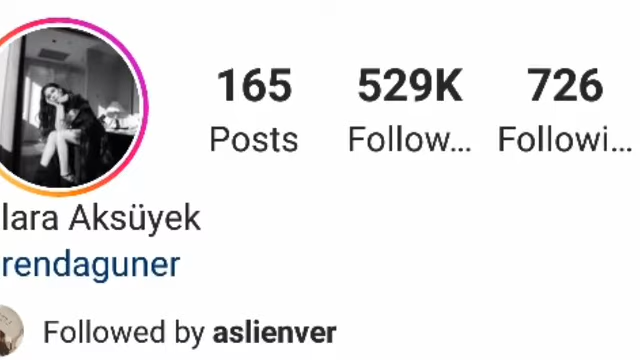 165 529K 726
Posts Follow... Followi...
lara Aksüyek
rendaguner
Followed by aslienver